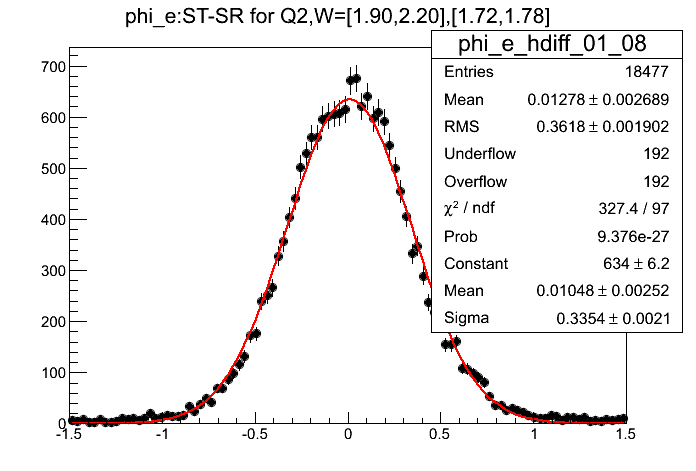 phi_e:ST-SR for Q2,W=[1.90,2.20],[1.72,1.78]
phi_e_hdiff_01_08
Entries 18477
Mean 0.01278 ± 0.002689
RMS 0.3618 ± 0.001902
Underflow 192
Overflow 192
χ² / ndf 327.4 / 97
Prob 9.376e-27
Constant 634 ± 6.2
Mean 0.01048 ± 0.00252
Sigma 0.3354 ± 0.0021
700
600
500
400
300
200
100
0
-1.5 -1 -0.5 0 0.5 1 1.5